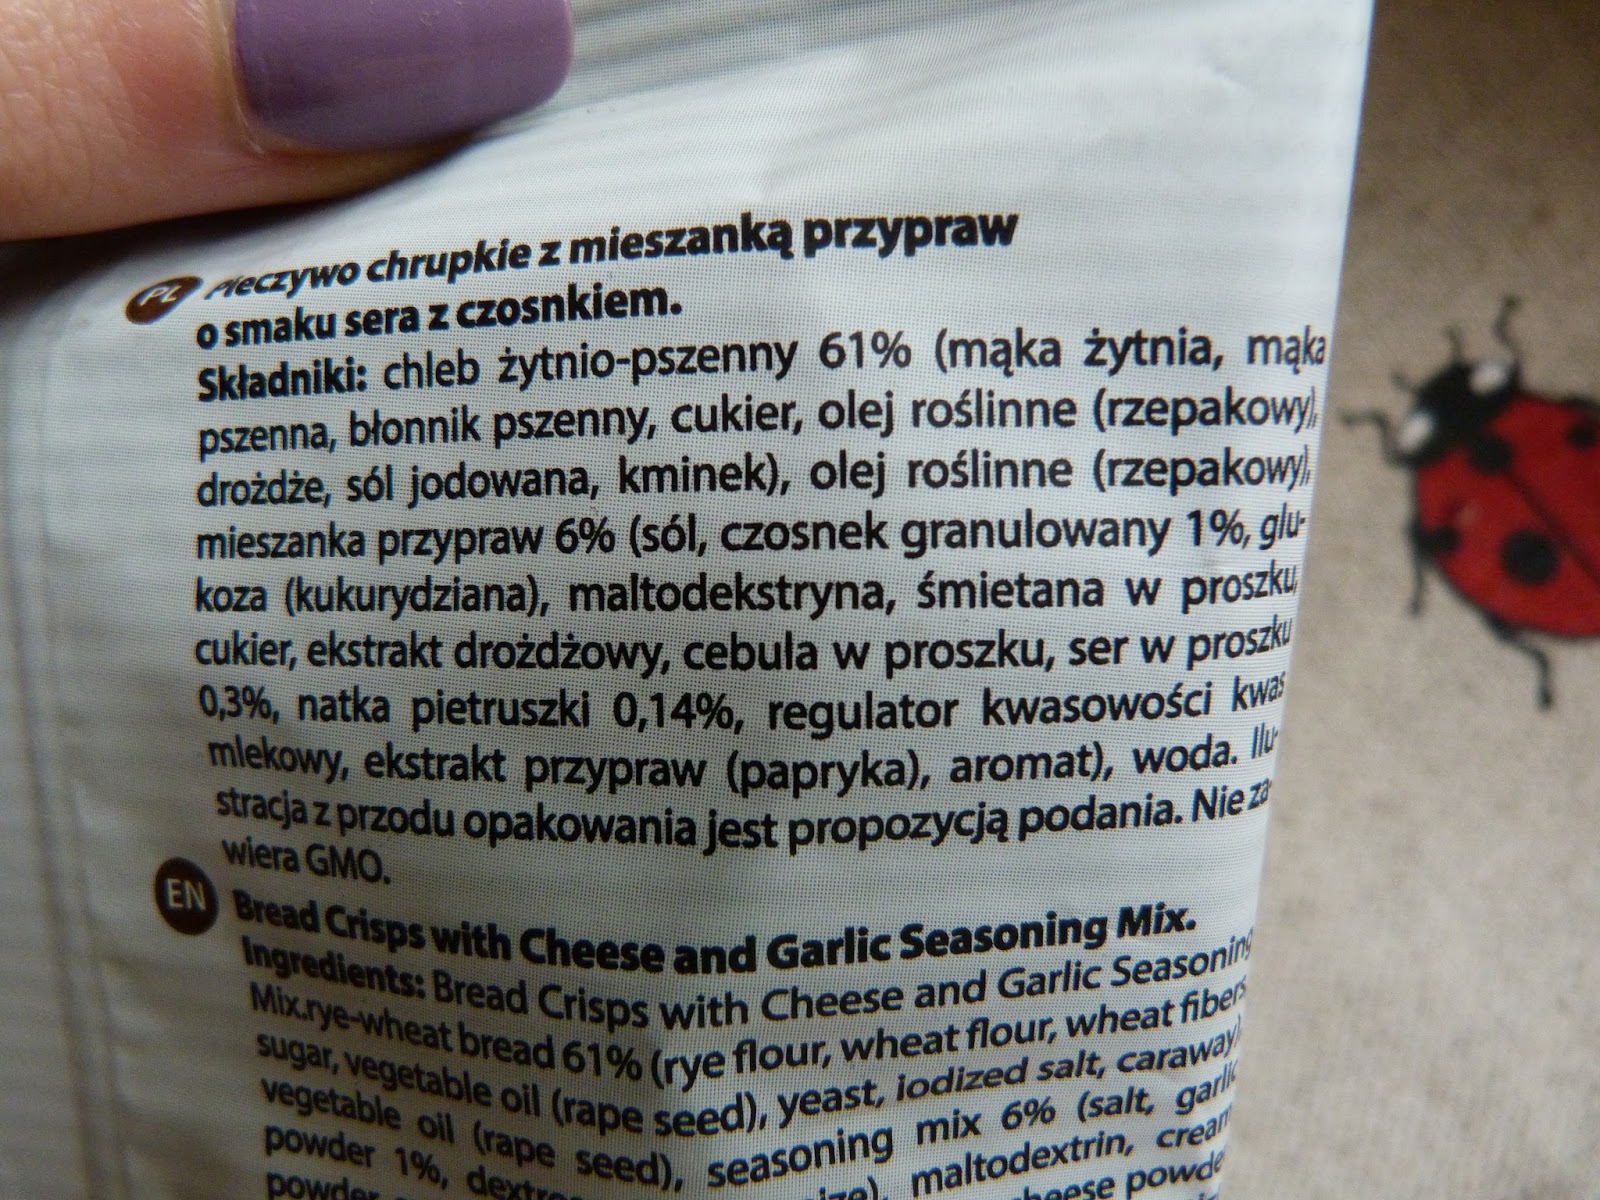 PL Pieczywo chrupkie z mieszanką przypraw
o smaku sera z czosnkiem.
Składniki: chleb żytnio-pszenny 61% (mąka żytnia, mąka
pszenna, błonnik pszenny, cukier, olej roślinne (rzepakowy),
drożdże, sól jodowana, kminek), olej roślinne (rzepakowy),
mieszanka przypraw 6% (sól, czosnek granulowany 1%, glu-
koza (kukurydziana), maltodekstryna, śmietana w proszku,
cukier, ekstrakt drożdżowy, cebula w proszku, ser w proszku
0,3%, natka pietruszki 0,14%, regulator kwasowości kwas
mlekowy, ekstrakt przypraw (papryka), aromat), woda. Ilu-
stracja z przodu opakowania jest propozycją podania. Nie za-
wiera GMO.
EN Bread Crisps with Cheese and Garlic Seasoning Mix.
Ingredients: Bread Crisps with Cheese and Garlic Seasoning
Mix.rye-wheat bread 61% (rye flour, wheat flour, wheat fibers
sugar, vegetable oil (rape seed), yeast, iodized salt, caraway)
vegetable oil (rape seed), seasoning mix 6% (salt, garlic
powder 1%, maltodextrin, cream
powder cheese